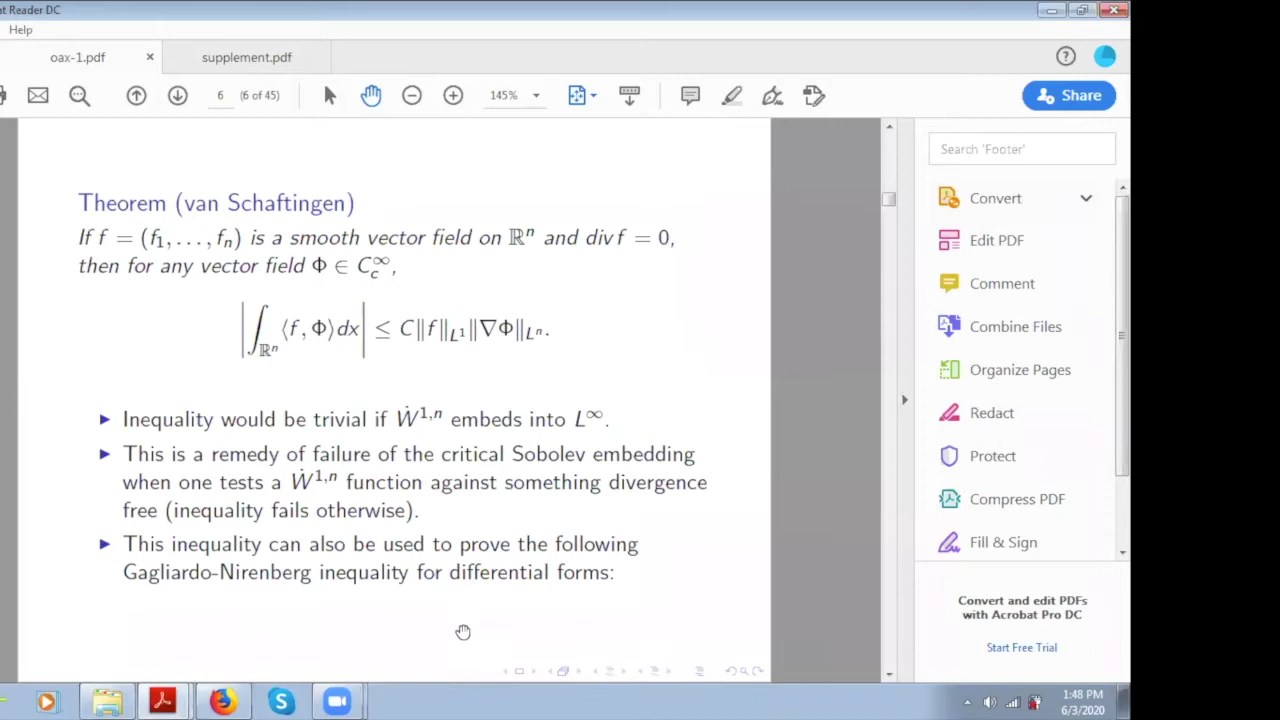 t Reader DC
Help
oax-1.pdf × supplement.pdf
6 (6 of 45) 145% Share
Theorem (van Schaftingen)
If f = (f₁, . . . , fₙ) is a smooth vector field on ℝⁿ and div f = 0,
then for any vector field Φ ∈ C_c^∞,
|∫_{ℝⁿ} ⟨f, Φ⟩dx| ≤ C‖f‖_{L¹}‖∇Φ‖_{Lⁿ}.
► Inequality would be trivial if Ẇ^{1,n} embeds into L^∞.
► This is a remedy of failure of the critical Sobolev embedding
when one tests a Ẇ^{1,n} function against something divergence
free (inequality fails otherwise).
► This inequality can also be used to prove the following
Gagliardo-Nirenberg inequality for differential forms:
Search 'Footer'
Convert
Edit PDF
Comment
Combine Files
Organize Pages
Redact
Protect
Compress PDF
Fill & Sign
Convert and edit PDFs
with Acrobat Pro DC
Start Free Trial
1:48 PM
6/3/2020